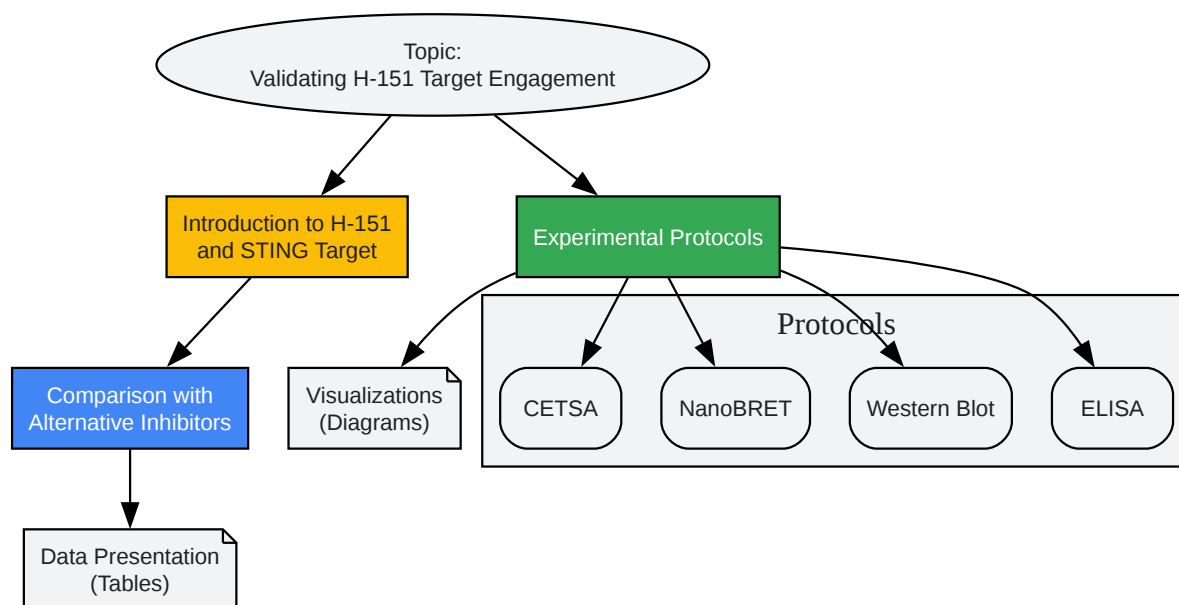 Topic:
Validating H-151 Target Engagement
Introduction to H-151
and STING Target
Experimental Protocols
Protocols
Comparison with
Alternative Inhibitors
Visualizations
(Diagrams)
CETSA
NanoBRET
Western Blot
ELISA
Data Presentation
(Tables)